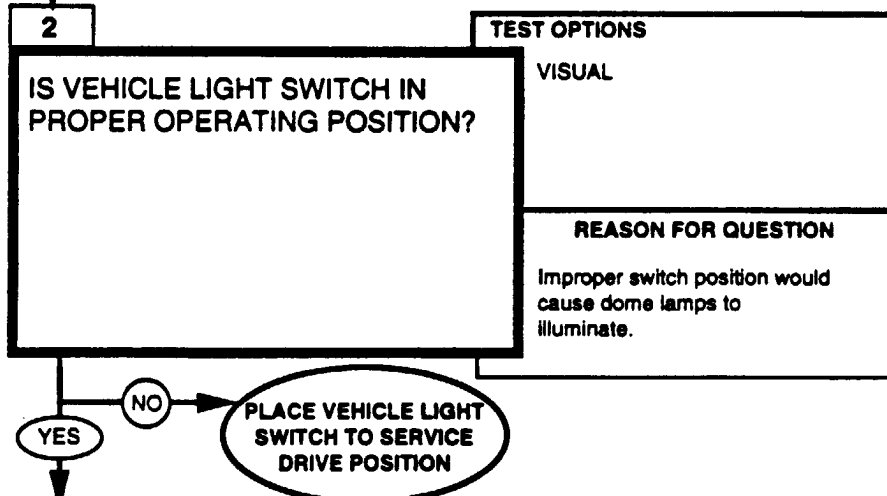 2
IS VEHICLE LIGHT SWITCH IN
PROPER OPERATING POSITION?
TEST OPTIONS
VISUAL
REASON FOR QUESTION
Improper switch position would
cause dome lamps to
illuminate.
NO
PLACE VEHICLE LIGHT
SWITCH TO SERVICE
DRIVE POSITION
YES